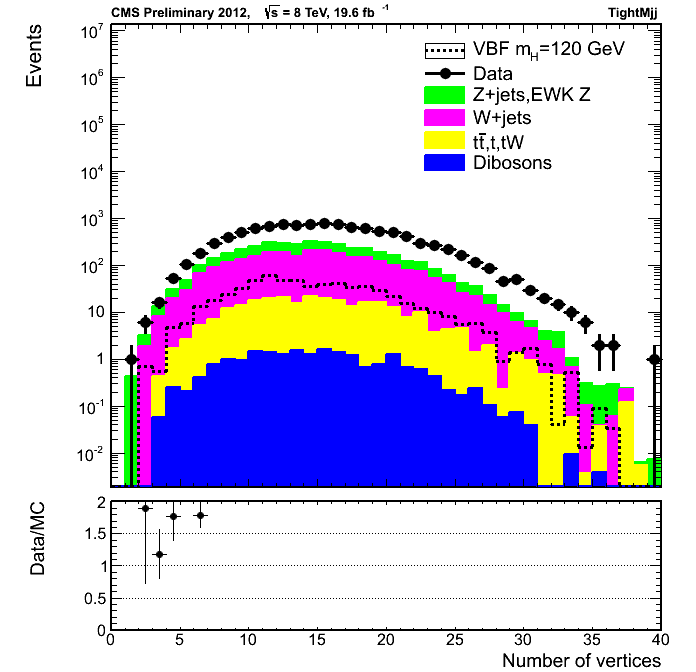 CMS Preliminary 2012, √s = 8 TeV, 19.6 fb⁻¹ TightMjj
Events
10⁷
10⁶
10⁵
10⁴
10³
10²
10
1
10⁻¹
10⁻²
VBF m_H=120 GeV
Data
Z+jets,EWK Z
W+jets
tt̄,t,tW
Dibosons
Data/MC
2
1.5
1
0.5
0
0 5 10 15 20 25 30 35 40
Number of vertices